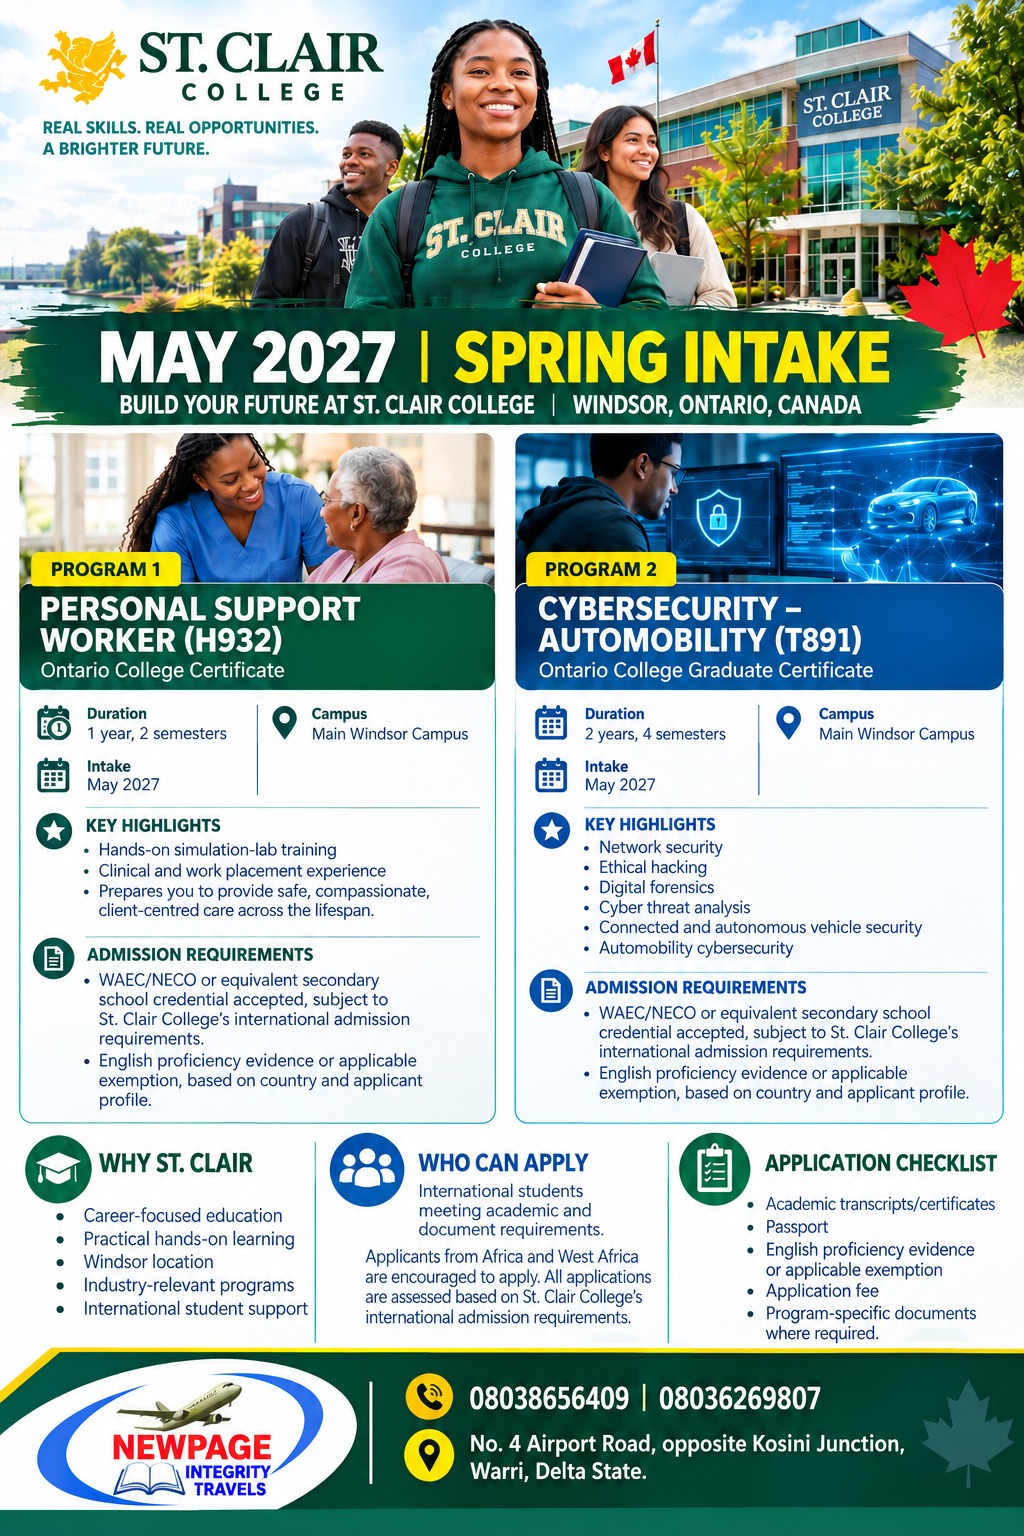 ST. CLAIR
COLLEGE
REAL SKILLS. REAL OPPORTUNITIES.
A BRIGHTER FUTURE.
ST. CLAIR
COLLEGE
ST. CLAIR
COLLEGE
MAY 2027 | SPRING INTAKE
BUILD YOUR FUTURE AT ST. CLAIR COLLEGE | WINDSOR, ONTARIO, CANADA
PROGRAM 1
PERSONAL SUPPORT
WORKER (H932)
Ontario College Certificate
Duration
1 year, 2 semesters
Campus
Main Windsor Campus
Intake
May 2027
KEY HIGHLIGHTS
• Hands-on simulation-lab training
• Clinical and work placement experience
• Prepares you to provide safe, compassionate,
client-centred care across the lifespan.
ADMISSION REQUIREMENTS
• WAEC/NECO or equivalent secondary
school credential accepted, subject to
St. Clair College's international admission
requirements.
• English proficiency evidence or applicable
exemption, based on country and applicant
profile.
PROGRAM 2
CYBERSECURITY –
AUTOMOBILITY (T891)
Ontario College Graduate Certificate
Duration
2 years, 4 semesters
Campus
Main Windsor Campus
Intake
May 2027
KEY HIGHLIGHTS
• Network security
• Ethical hacking
• Digital forensics
• Cyber threat analysis
• Connected and autonomous vehicle security
• Automobility cybersecurity
ADMISSION REQUIREMENTS
• WAEC/NECO or equivalent secondary school
credential accepted, subject to St. Clair College's
international admission requirements.
• English proficiency evidence or applicable
exemption, based on country and applicant profile.
WHY ST. CLAIR
• Career-focused education
• Practical hands-on learning
• Windsor location
• Industry-relevant programs
• International student support
WHO CAN APPLY
International students
meeting academic and
document requirements.
Applicants from Africa and West Africa
are encouraged to apply. All applications
are assessed based on St. Clair College's
international admission requirements.
APPLICATION CHECKLIST
• Academic transcripts/certificates
• Passport
• English proficiency evidence
or applicable exemption
• Application fee
• Program-specific documents
where required.
NEWPAGE
INTEGRITY
TRAVELS
08038656409 | 08036269807
No. 4 Airport Road, opposite Kosini Junction,
Warri, Delta State.